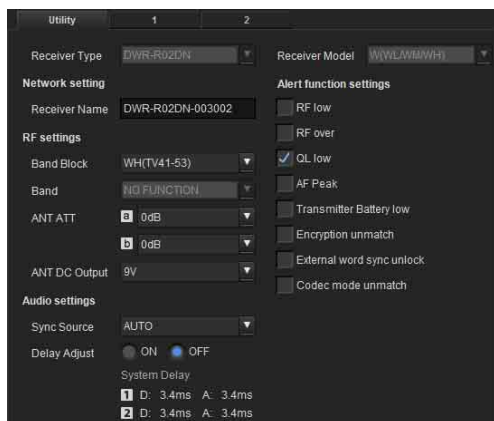 Utility 1 2
Receiver Type DWR-R02DN
Receiver Model W(WL/WM/WH)
Network setting
Receiver Name DWR-R02DN-003002
RF settings
Band Block WH(TV41-53)
Band NO FUNCTION
ANT ATT a 0dB
b 0dB
ANT DC Output 9V
Audio settings
Sync Source AUTO
Delay Adjust ON OFF
System Delay
1 D: 3.4ms A: 3.4ms
2 D: 3.4ms A: 3.4ms
Alert function settings
RF low
RF over
QL low
AF Peak
Transmitter Battery low
Encryption unmatch
External word sync unlock
Codec mode unmatch